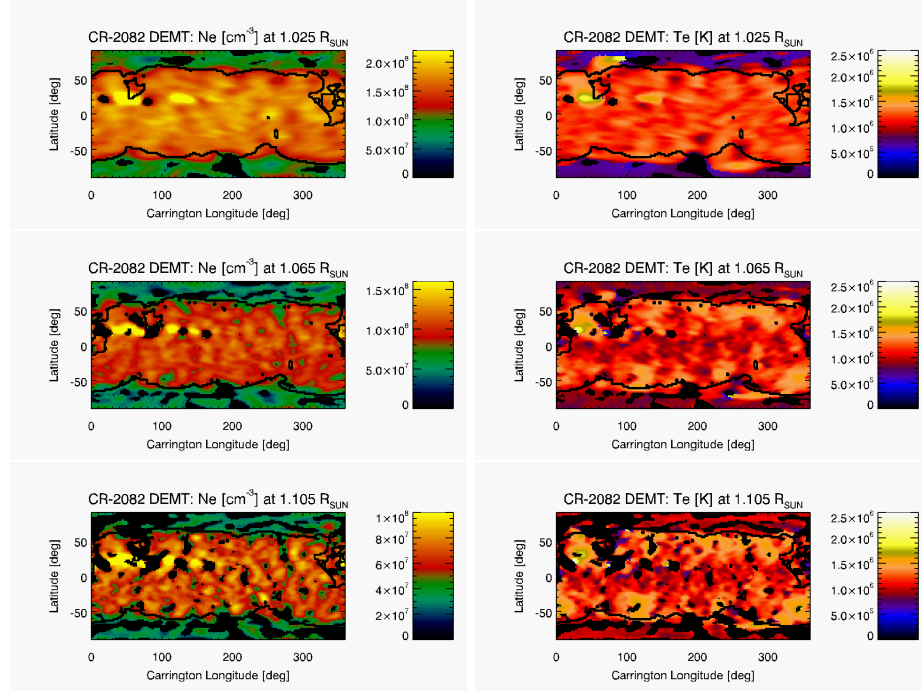 CR-2082 DEMT: Ne [cm⁻³] at 1.025 R_SUN
2.0×10⁸
1.5×10⁸
1.0×10⁸
5.0×10⁷
0
50
0
-50
Latitude [deg]
0 100 200 300
Carrington Longitude [deg]
CR-2082 DEMT: Te [K] at 1.025 R_SUN
2.5×10⁶
2.0×10⁶
1.5×10⁶
1.0×10⁶
5.0×10⁵
0
50
0
-50
Latitude [deg]
0 100 200 300
Carrington Longitude [deg]
CR-2082 DEMT: Ne [cm⁻³] at 1.065 R_SUN
1.5×10⁸
1.0×10⁸
5.0×10⁷
0
50
0
-50
Latitude [deg]
0 100 200 300
Carrington Longitude [deg]
CR-2082 DEMT: Te [K] at 1.065 R_SUN
2.5×10⁶
2.0×10⁶
1.5×10⁶
1.0×10⁶
5.0×10⁵
0
50
0
-50
Latitude [deg]
0 100 200 300
Carrington Longitude [deg]
CR-2082 DEMT: Ne [cm⁻³] at 1.105 R_SUN
1×10⁸
8×10⁷
6×10⁷
4×10⁷
2×10⁷
0
50
0
-50
Latitude [deg]
0 100 200 300
Carrington Longitude [deg]
CR-2082 DEMT: Te [K] at 1.105 R_SUN
2.5×10⁶
2.0×10⁶
1.5×10⁶
1.0×10⁶
5.0×10⁵
0
50
0
-50
Latitude [deg]
0 100 200 300
Carrington Longitude [deg]